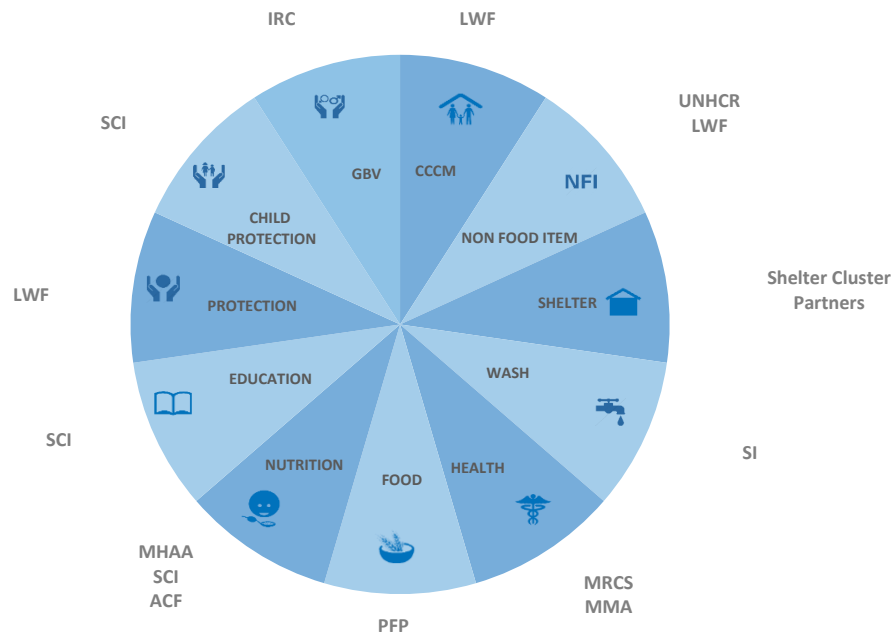 IRC
LWF
SCI
UNHCR
LWF
GBV
CCCM
NFI
CHILD
PROTECTION
NON FOOD ITEM
LWF
PROTECTION
SHELTER
Shelter Cluster
Partners
EDUCATION
WASH
SCI
SI
NUTRITION
FOOD
HEALTH
MHAA
SCI
ACF
MRCS
MMA
PFP